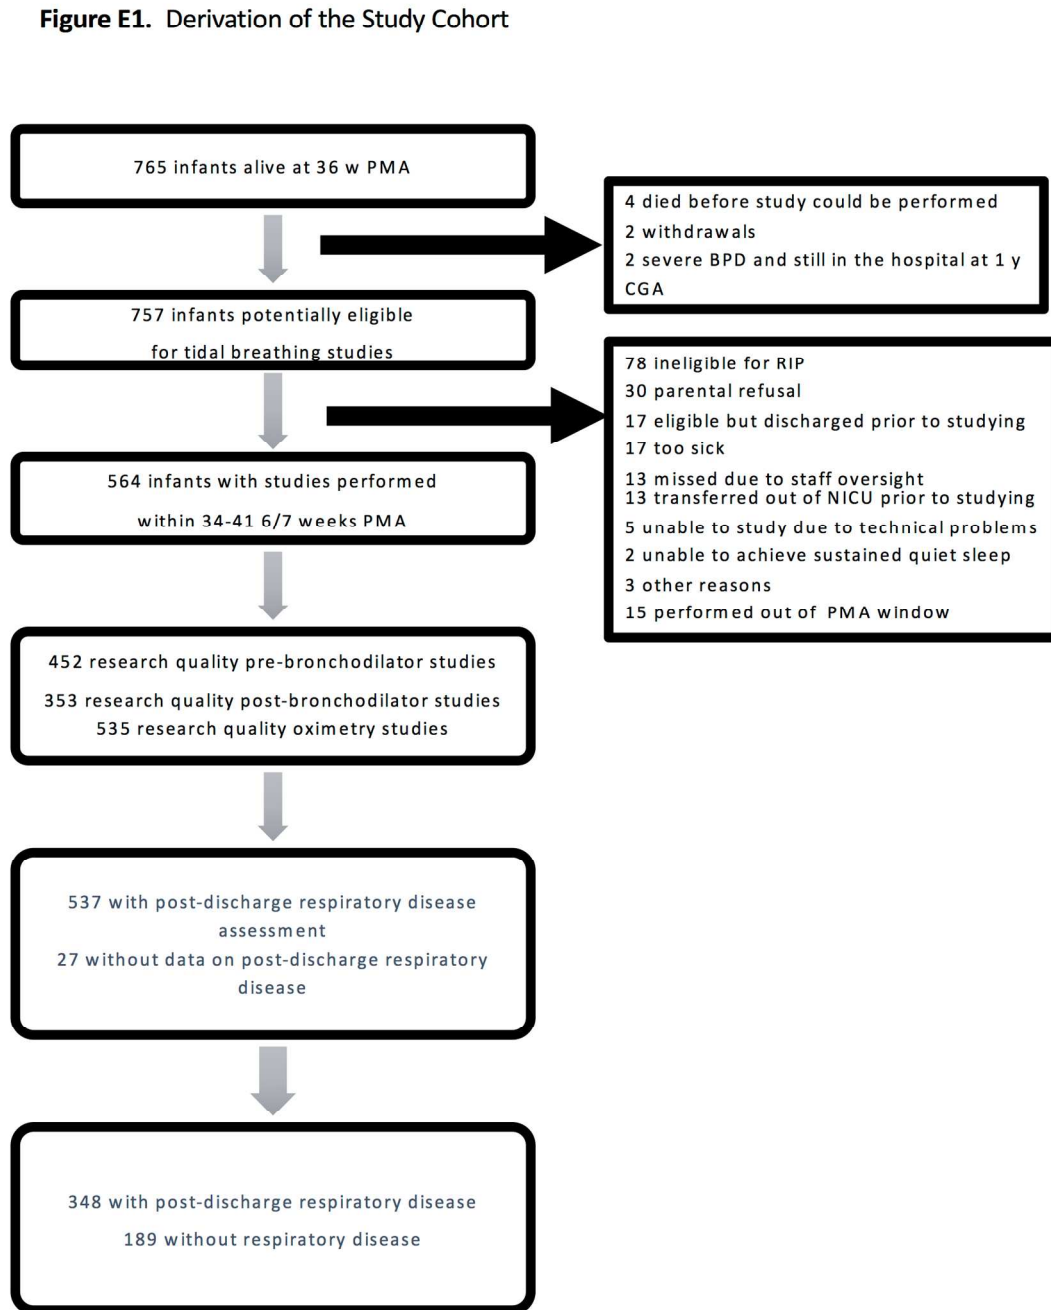 Figure E1. Derivation of the Study Cohort
765 infants alive at 36 w PMA
4 died before study could be performed
2 withdrawals
2 severe BPD and still in the hospital at 1 y
CGA
757 infants potentially eligible
for tidal breathing studies
78 ineligible for RIP
30 parental refusal
17 eligible but discharged prior to studying
17 too sick
13 missed due to staff oversight
13 transferred out of NICU prior to studying
5 unable to study due to technical problems
2 unable to achieve sustained quiet sleep
3 other reasons
15 performed out of PMA window
564 infants with studies performed
within 34-41 6/7 weeks PMA
452 research quality pre-bronchodilator studies
353 research quality post-bronchodilator studies
535 research quality oximetry studies
537 with post-discharge respiratory disease
assessment
27 without data on post-discharge respiratory
disease
348 with post-discharge respiratory disease
189 without respiratory disease